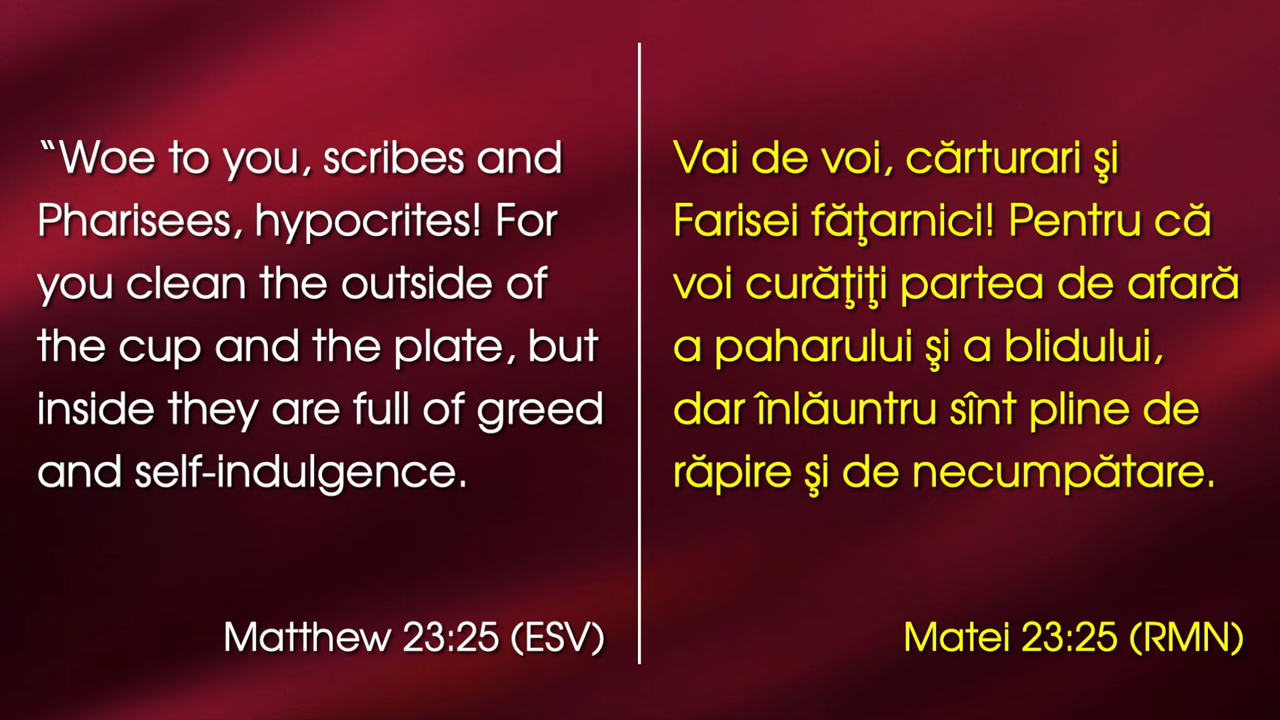 “Woe to you, scribes and
Pharisees, hypocrites! For
you clean the outside of
the cup and the plate, but
inside they are full of greed
and self-indulgence.
Matthew 23:25 (ESV)
Vai de voi, cărturari şi
Farisei făţarnici! Pentru că
voi curăţiţi partea de afară
a paharului şi a blidului,
dar înlăuntru sînt pline de
răpire şi de necumpătare.
Matei 23:25 (RMN)